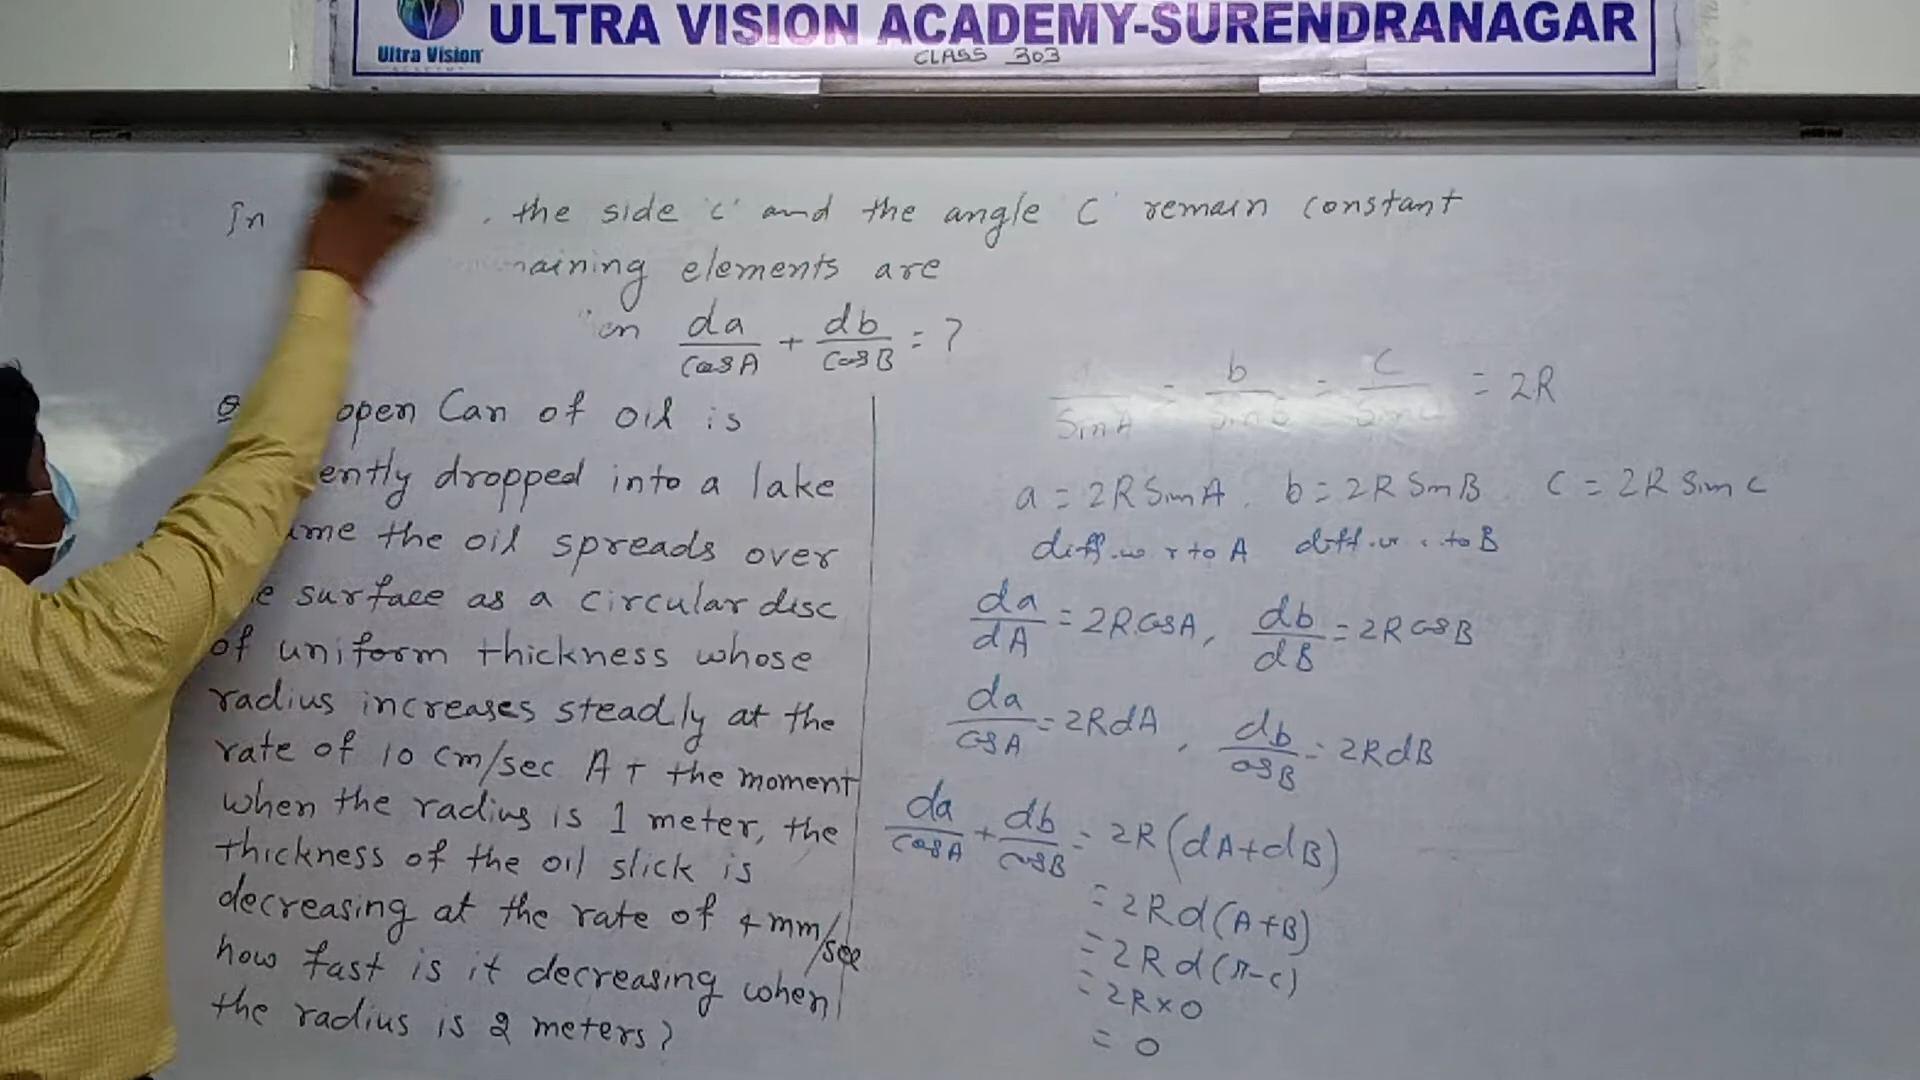 ULTRA VISION ACADEMY-SURENDRANAGAR
Ultra Vision
ACADEMY
CLASS 303
In , the side 'c' and the angle C remain constant
elements are
da/cosA + db/cosB = ?
open Can of oil is
dropped into a lake
the oil spreads over
surface as a circular disc
of uniform thickness whose
radius increases steadily at the
rate of 10 cm/sec At the moment
when the radius is 1 meter, the
thickness of the oil slick is
decreasing at the rate of 4 mm/sec
how fast is it decreasing when
the radius is 2 meters?
/SinA = b/SinB = C/SinC = 2R
a = 2R SinA, b = 2R SinB C = 2R Sin C
diff. w r to A diff. w r to B
da/dA = 2R cosA, db/dB = 2R cosB
da/cosA = 2R dA, db/cosB = 2R dB
da/cosA + db/cosB = 2R (dA + dB)
= 2R d(A+B)
= 2R d(π-c)
= 2R × 0
= 0